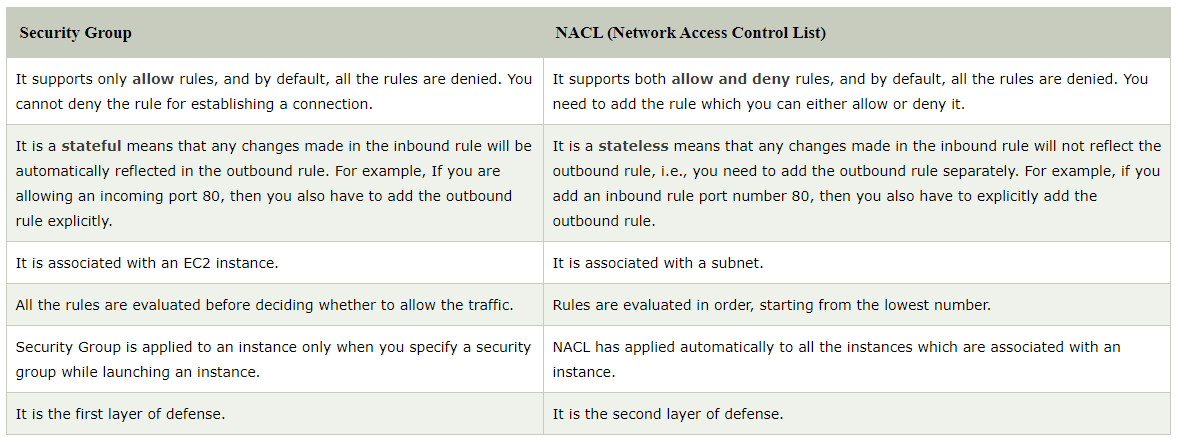 Security Group
NACL (Network Access Control List)
It supports only allow rules, and by default, all the rules are denied. You
cannot deny the rule for establishing a connection.
It supports both allow and deny rules, and by default, all the rules are denied. You
need to add the rule which you can either allow or deny it.
It is a stateful means that any changes made in the inbound rule will be
automatically reflected in the outbound rule. For example, If you are
allowing an incoming port 80, then you also have to add the outbound
rule explicitly.
It is a stateless means that any changes made in the inbound rule will not reflect the
outbound rule, i.e., you need to add the outbound rule separately. For example, if you
add an inbound rule port number 80, then you also have to explicitly add the
outbound rule.
It is associated with an EC2 instance.
It is associated with a subnet.
All the rules are evaluated before deciding whether to allow the traffic.
Rules are evaluated in order, starting from the lowest number.
Security Group is applied to an instance only when you specify a security
group while launching an instance.
NACL has applied automatically to all the instances which are associated with an
instance.
It is the first layer of defense.
It is the second layer of defense.